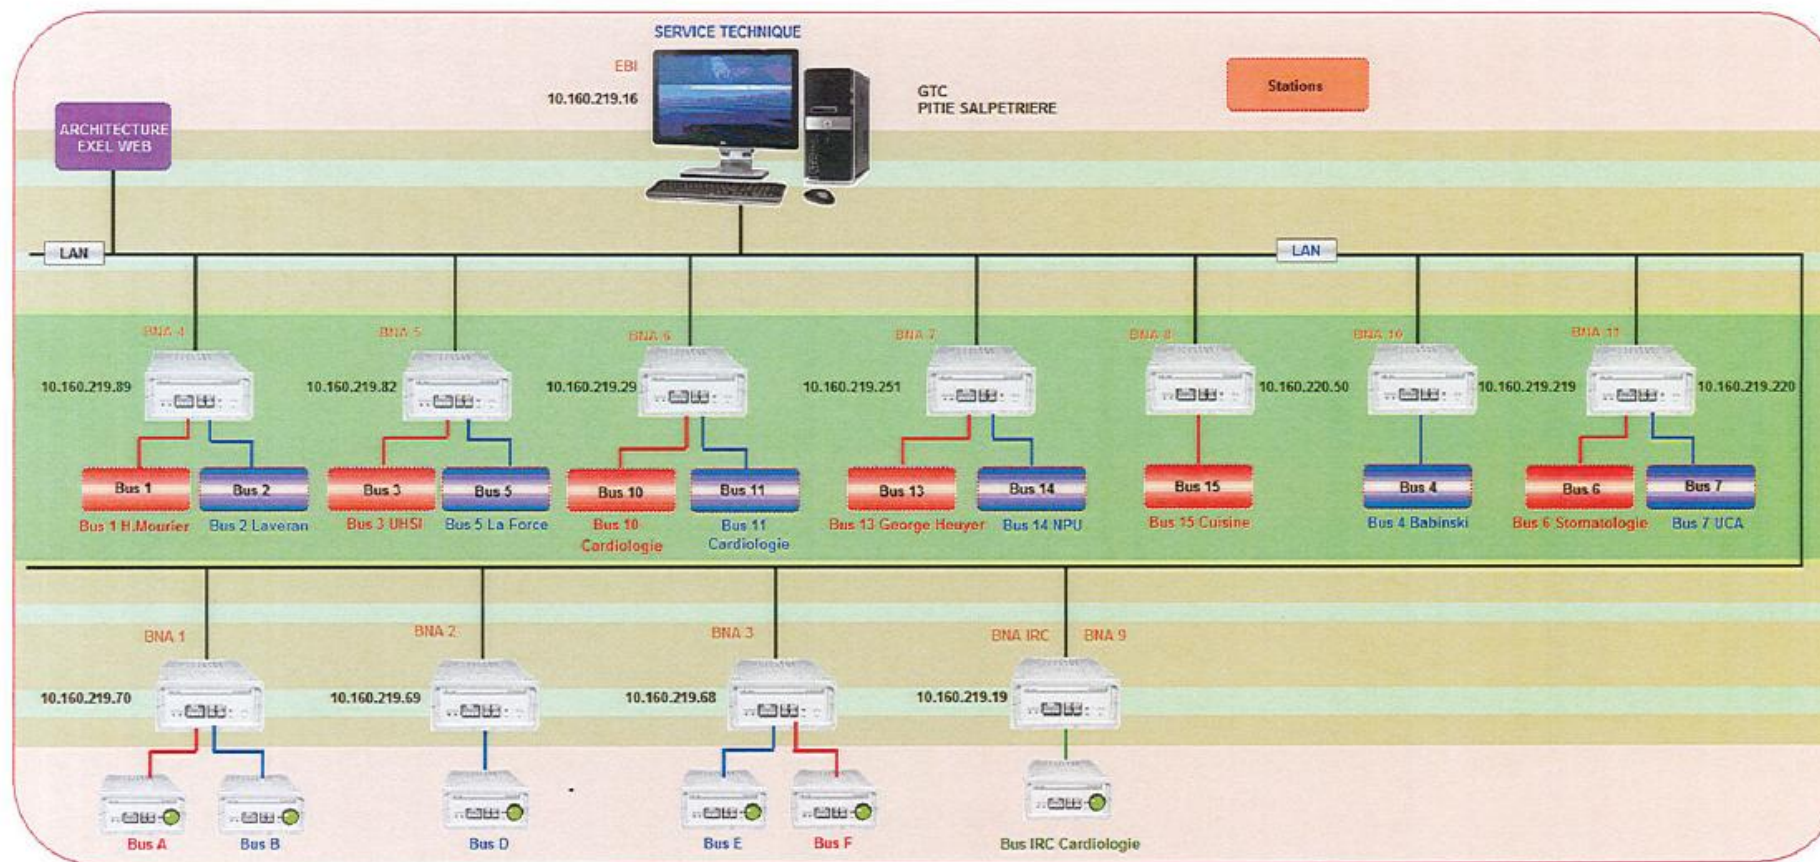 SERVICE TECHNIQUE
EBI
10.160.219.16
GTC
PITIE SALPETRIERE
Stations
ARCHITECTURE
EXEL WEB
LAN
LAN
BNA 4
BNA 5
BNA 6
BNA 7
BNA 8
BNA 10
BNA 11
10.160.219.89
10.160.219.82
10.160.219.29
10.160.219.251
10.160.220.50
10.160.219.219
10.160.219.220
Bus 1
Bus 2
Bus 3
Bus 5
Bus 10
Bus 11
Bus 13
Bus 14
Bus 15
Bus 4
Bus 6
Bus 7
Bus 1 H.Mourier
Bus 2 Laveran
Bus 3 UHSI
Bus 5 La Force
Bus 10
Cardiologie
Bus 11
Cardiologie
Bus 13 George Heuyer
Bus 14 NPU
Bus 15 Cuisine
Bus 4 Babinski
Bus 6 Stomatologie
Bus 7 UCA
BNA 1
BNA 2
BNA 3
BNA IRC
BNA 9
10.160.219.70
10.160.219.69
10.160.219.68
10.160.219.19
Bus A
Bus B
Bus D
Bus E
Bus F
Bus IRC Cardiologie